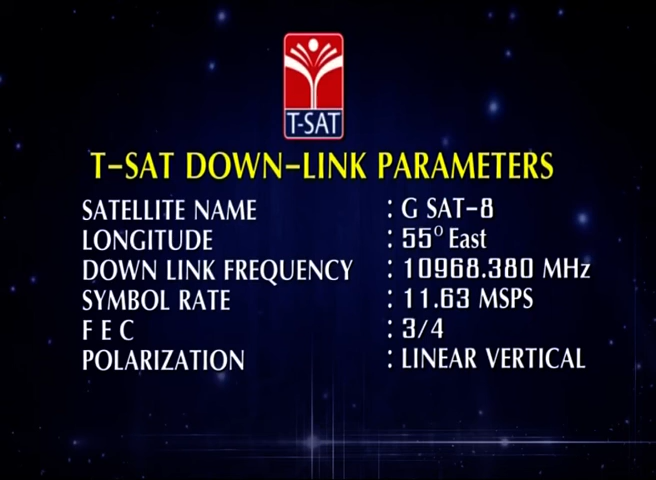 T-SAT
T-SAT DOWN-LINK PARAMETERS
SATELLITE NAME : G SAT-8
LONGITUDE : 55° East
DOWN LINK FREQUENCY : 10968.380 MHz
SYMBOL RATE : 11.63 MSPS
F E C : 3/4
POLARIZATION : LINEAR VERTICAL